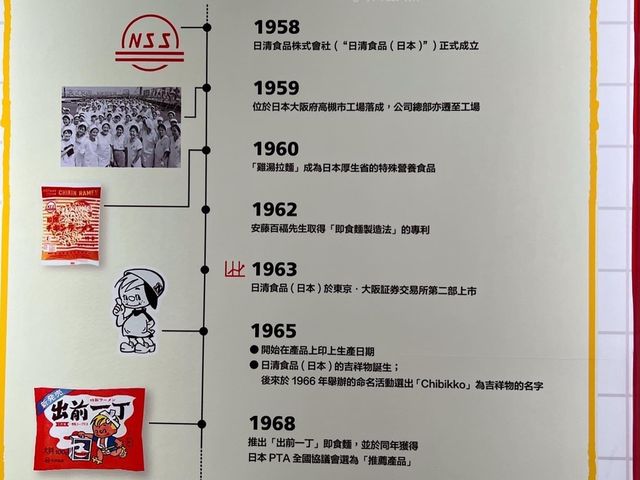 NSS
1958
日清食品株式會社（“日清食品（日本）”）正式成立
1959
位於日本大阪府高槻市工場落成，公司總部亦遷至工場
1960
「雞湯拉麵」成為日本厚生省的特殊營養食品
CHIKIN RAMEN
1962
安藤百福先生取得「即食麵製造法」的專利
1963
日清食品（日本）於東京．大阪証券交易所第二部上市
1965
●開始在產品上印上生產日期
●日清食品（日本）的吉祥物誕生；
後來於 1966 年舉辦的命名活動選出「Chibikko」為吉祥物的名字
新発売
出前一丁
1968
推出「出前一丁」即食麵，並於同年獲得
日本 PTA 全國協議會選為「推薦產品」